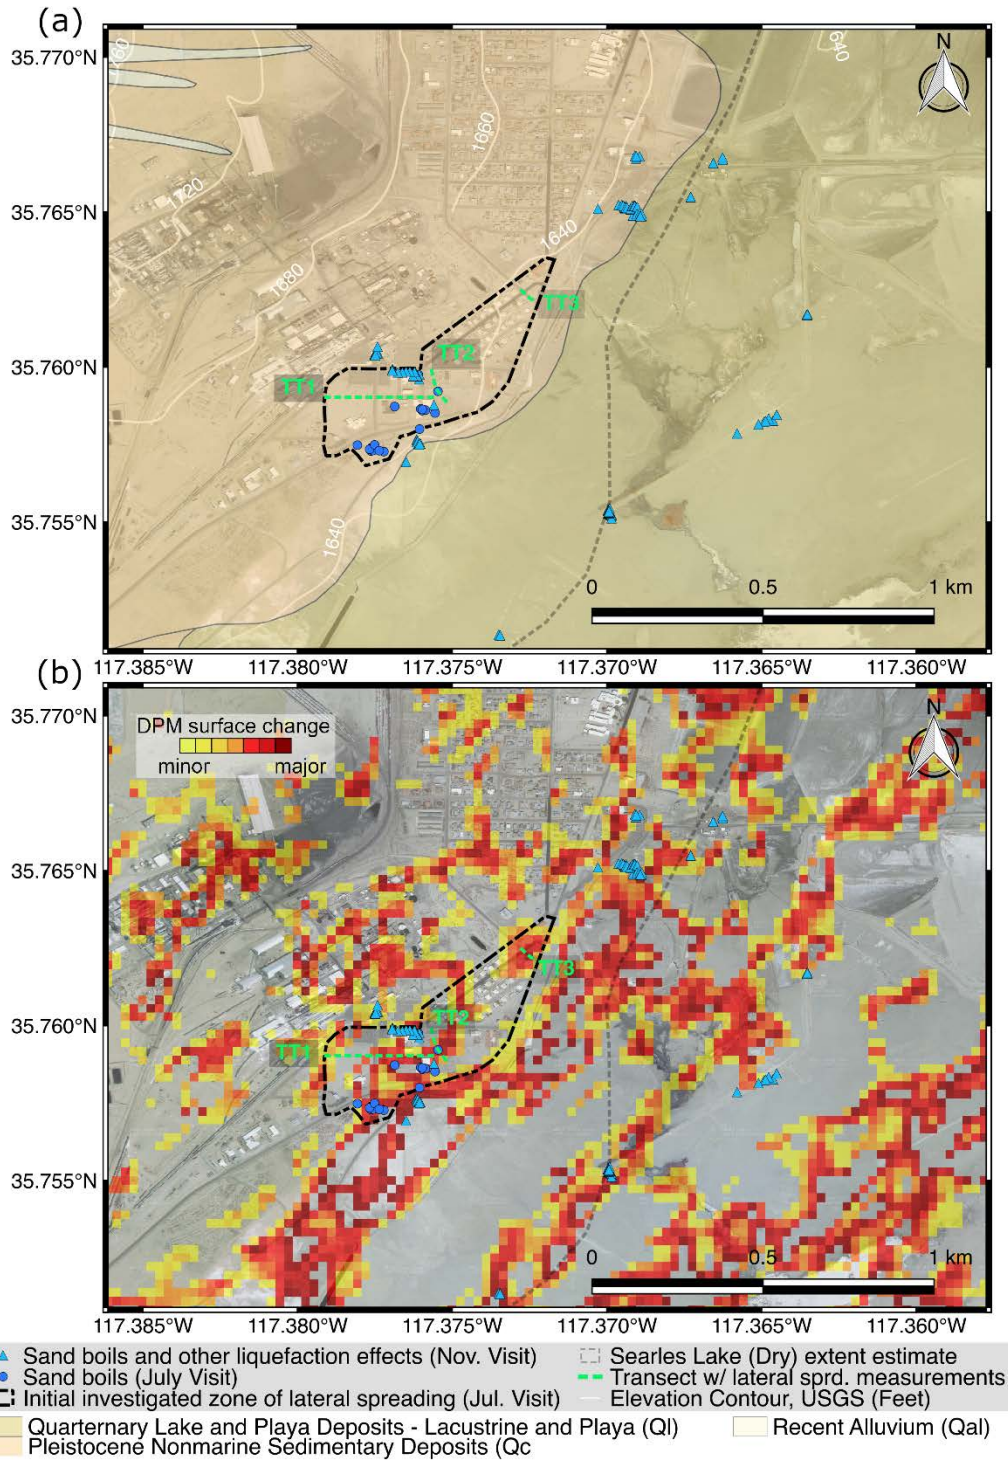 (a)
35.770°N
35.765°N
35.760°N
35.755°N
1720
1680
1660
1640
1640
640
N
TT1
TT2
TT3
0 0.5 1 km
117.385°W 117.380°W 117.375°W 117.370°W 117.365°W 117.360°W
(b)
DPM surface change
minor major
35.770°N
35.765°N
35.760°N
35.755°N
N
TT1
TT2
TT3
0 0.5 1 km
117.385°W 117.380°W 117.375°W 117.370°W 117.365°W 117.360°W
Sand boils and other liquefaction effects (Nov. Visit)
Sand boils (July Visit)
Initial investigated zone of lateral spreading (Jul. Visit)
Searles Lake (Dry) extent estimate
Transect w/ lateral sprd. measurements
Elevation Contour, USGS (Feet)
Quarternary Lake and Playa Deposits - Lacustrine and Playa (Ql)
Recent Alluvium (Qal)
Pleistocene Nonmarine Sedimentary Deposits (Qc